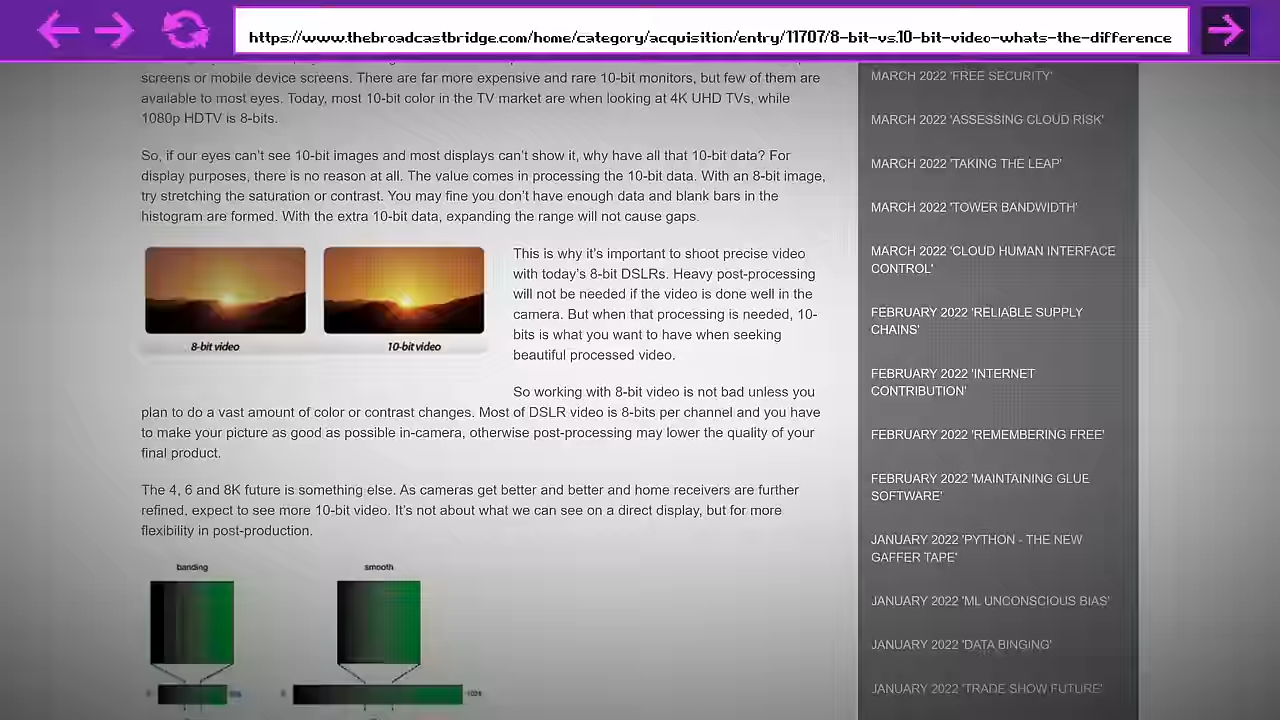 https://www.thebroadcastbridge.com/home/category/acquisition/entry/11707/8-bit-vs.10-bit-video-whats-the-difference
screens or mobile device screens. There are far more expensive and rare 10-bit monitors, but few of them are
available to most eyes. Today, most 10-bit color in the TV market are when looking at 4K UHD TVs, while
1080p HDTV is 8-bits.
So, if our eyes can't see 10-bit images and most displays can't show it, why have all that 10-bit data? For
display purposes, there is no reason at all. The value comes in processing the 10-bit data. With an 8-bit image,
try stretching the saturation or contrast. You may fine you don't have enough data and blank bars in the
histogram are formed. With the extra 10-bit data, expanding the range will not cause gaps.
This is why it's important to shoot precise video
with today's 8-bit DSLRs. Heavy post-processing
will not be needed if the video is done well in the
camera. But when that processing is needed, 10-
bits is what you want to have when seeking
beautiful processed video.
8-bit video
10-bit video
So working with 8-bit video is not bad unless you
plan to do a vast amount of color or contrast changes. Most of DSLR video is 8-bits per channel and you have
to make your picture as good as possible in-camera, otherwise post-processing may lower the quality of your
final product.
The 4, 6 and 8K future is something else. As cameras get better and better and home receivers are further
refined, expect to see more 10-bit video. It's not about what we can see on a direct display, but for more
flexibility in post-production.
banding
smooth
MARCH 2022 'FREE SECURITY'
MARCH 2022 'ASSESSING CLOUD RISK'
MARCH 2022 'TAKING THE LEAP'
MARCH 2022 'TOWER BANDWIDTH'
MARCH 2022 'CLOUD HUMAN INTERFACE
CONTROL'
FEBRUARY 2022 'RELIABLE SUPPLY
CHAINS'
FEBRUARY 2022 'INTERNET
CONTRIBUTION'
FEBRUARY 2022 'REMEMBERING FREE'
FEBRUARY 2022 'MAINTAINING GLUE
SOFTWARE'
JANUARY 2022 'PYTHON - THE NEW
GAFFER TAPE'
JANUARY 2022 'ML UNCONSCIOUS BIAS'
JANUARY 2022 'DATA BINGING'
JANUARY 2022 'TRADE SHOW FUTURE'